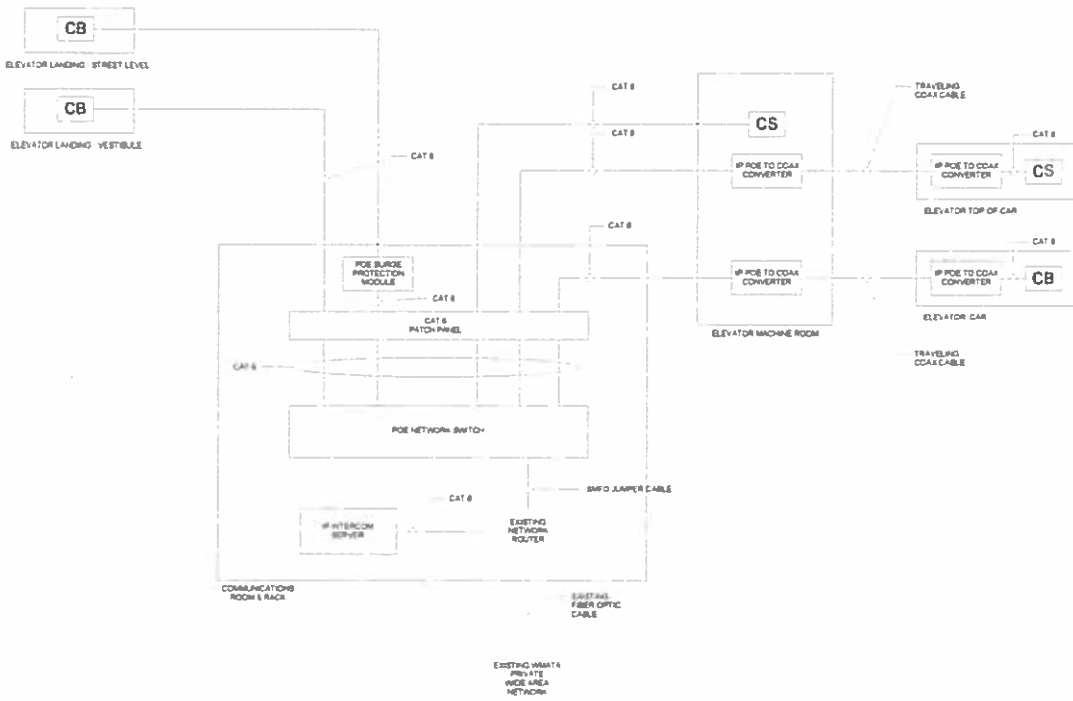 CB
ELEVATOR LANDING - STREET LEVEL
CB
ELEVATOR LANDING - VESTIBULE
CAT 6
CAT 6
CAT 6
CS
TRAVELING
COAX CABLE
IP POE TO COAX
CONVERTER
IP POE TO COAX
CONVERTER
CAT 6
CS
ELEVATOR TOP OF CAR
CAT 6
POE SURGE
PROTECTION
MODULE
IP POE TO COAX
CONVERTER
IP POE TO COAX
CONVERTER
CAT 6
CB
ELEVATOR CAR
CAT 6
CAT 6
PATCH PANEL
ELEVATOR MACHINE ROOM
TRAVELING
COAX CABLE
CAT 6
POE NETWORK SWITCH
SMFO JUMPER CABLE
CAT 6
IP INTERCOM
SERVER
EXISTING
NETWORK
ROUTER
COMMUNICATIONS
ROOM & RACK
EXISTING
FIBER OPTIC
CABLE
EXISTING WMATA
PRIVATE
WIDE AREA
NETWORK